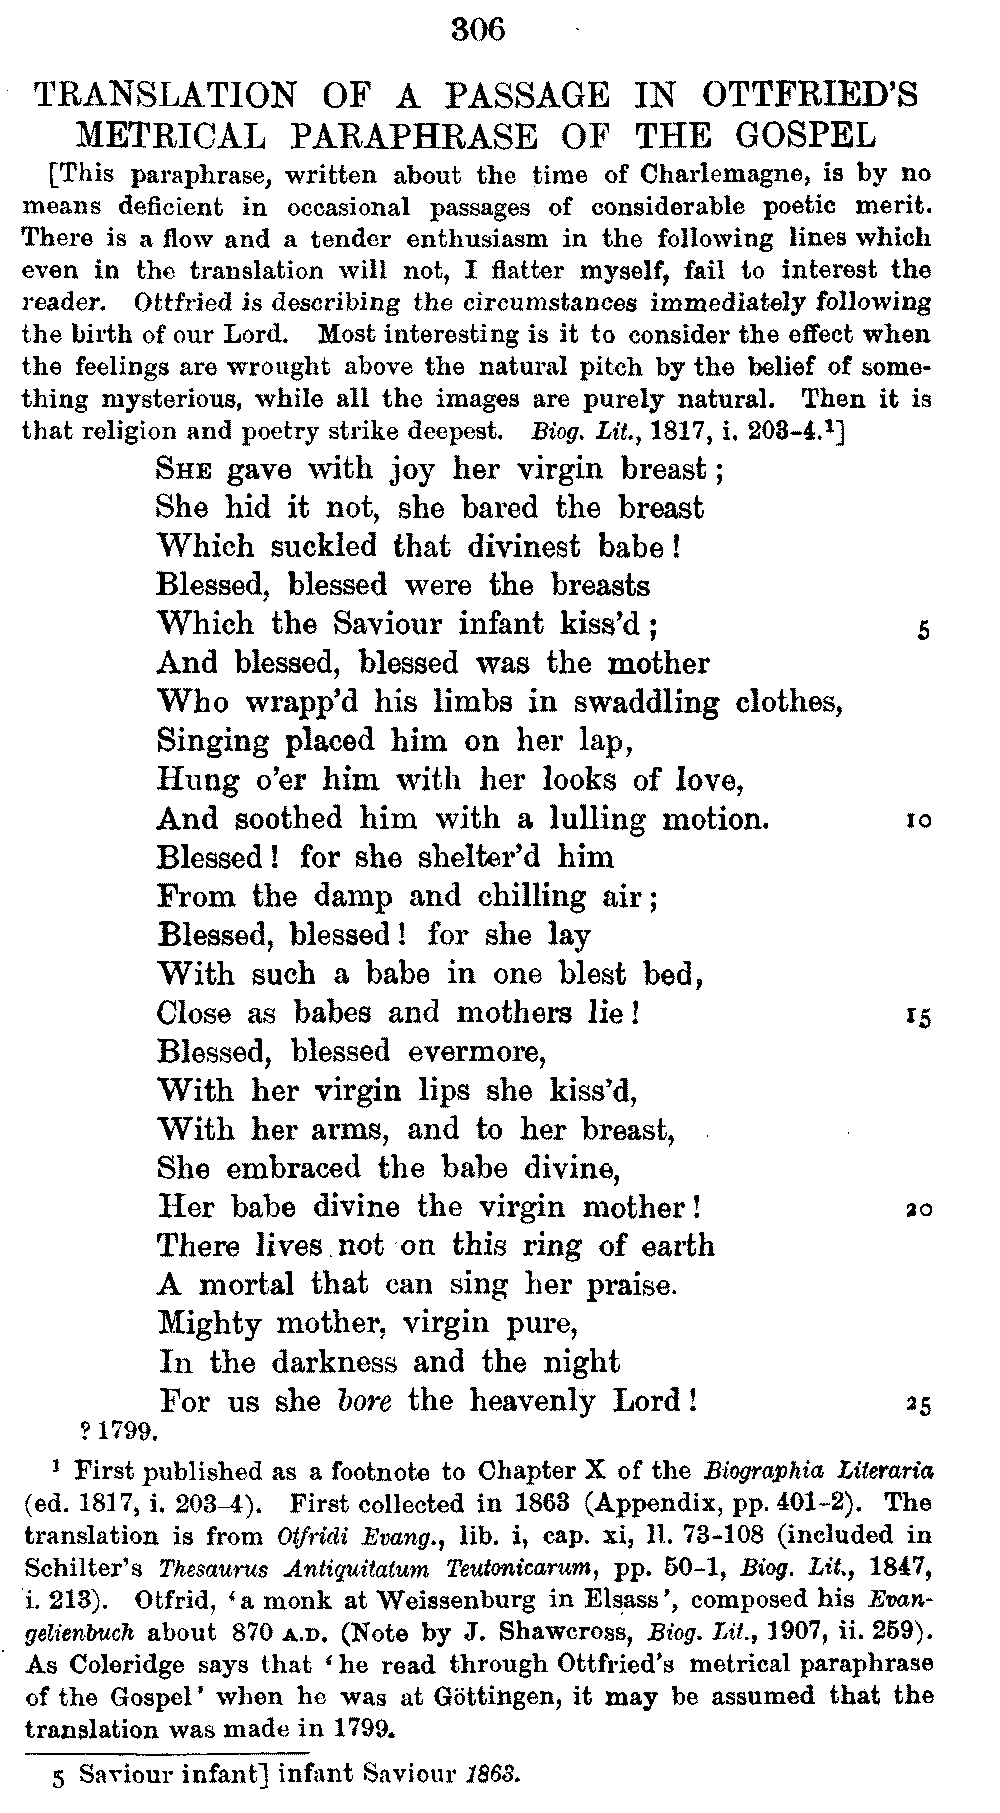 306
TRANSLATION OF A PASSAGE IN OTTFRIED'S
METRICAL PARAPHRASE OF THE GOSPEL
[This paraphrase, written about the time of Charlemagne, is by no
means deficient in occasional passages of considerable poetic merit.
There is a flow and a tender enthusiasm in the following lines which
even in the translation will not, I flatter myself, fail to interest the
reader. Ottfried is describing the circumstances immediately following
the birth of our Lord. Most interesting is it to consider the effect when
the feelings are wrought above the natural pitch by the belief of some-
thing mysterious, while all the images are purely natural. Then it is
that religion and poetry strike deepest. Biog. Lit., 1817, i. 203-4.¹]
SHE gave with joy her virgin breast;
She hid it not, she bared the breast
Which suckled that divinest babe!
Blessed, blessed were the breasts
Which the Saviour infant kiss'd; 5
And blessed, blessed was the mother
Who wrapp'd his limbs in swaddling clothes,
Singing placed him on her lap,
Hung o'er him with her looks of love,
And soothed him with a lulling motion. 10
Blessed! for she shelter'd him
From the damp and chilling air;
Blessed, blessed! for she lay
With such a babe in one blest bed,
Close as babes and mothers lie! 15
Blessed, blessed evermore,
With her virgin lips she kiss'd,
With her arms, and to her breast,
She embraced the babe divine,
Her babe divine the virgin mother! 20
There lives not on this ring of earth
A mortal that can sing her praise.
Mighty mother, virgin pure,
In the darkness and the night
For us she bore the heavenly Lord! 25
? 1799.
¹ First published as a footnote to Chapter X of the Biographia Literaria
(ed. 1817, i. 203-4). First collected in 1863 (Appendix, pp. 401-2). The
translation is from Otfridi Evang., lib. i, cap. xi, ll. 73-108 (included in
Schilter's Thesaurus Antiquitatum Teutonicarum, pp. 50-1, Biog. Lit., 1847,
i. 213). Otfrid, 'a monk at Weissenburg in Elsass', composed his Evan-
gelienbuch about 870 A.D. (Note by J. Shawcross, Biog. Lit., 1907, ii. 259).
As Coleridge says that 'he read through Ottfried's metrical paraphrase
of the Gospel' when he was at Göttingen, it may be assumed that the
translation was made in 1799.
5 Saviour infant] infant Saviour 1863.